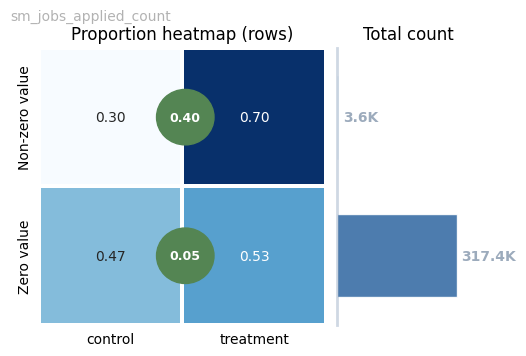 sm_jobs_applied_count
Proportion heatmap (rows)
Total count
Non-zero value
0.30
0.40
0.70
3.6K
Zero value
0.47
0.05
0.53
317.4K
control
treatment